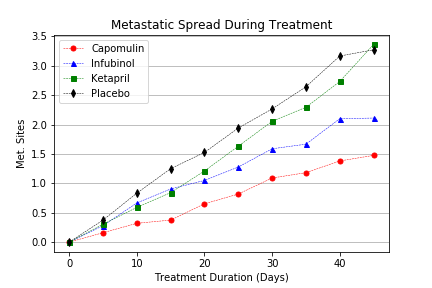 Metastatic Spread During Treatment
Capomulin
Infubinol
Ketapril
Placebo
3.5
3.0
2.5
2.0
1.5
1.0
0.5
0.0
Met. Sites
0 10 20 30 40
Treatment Duration (Days)